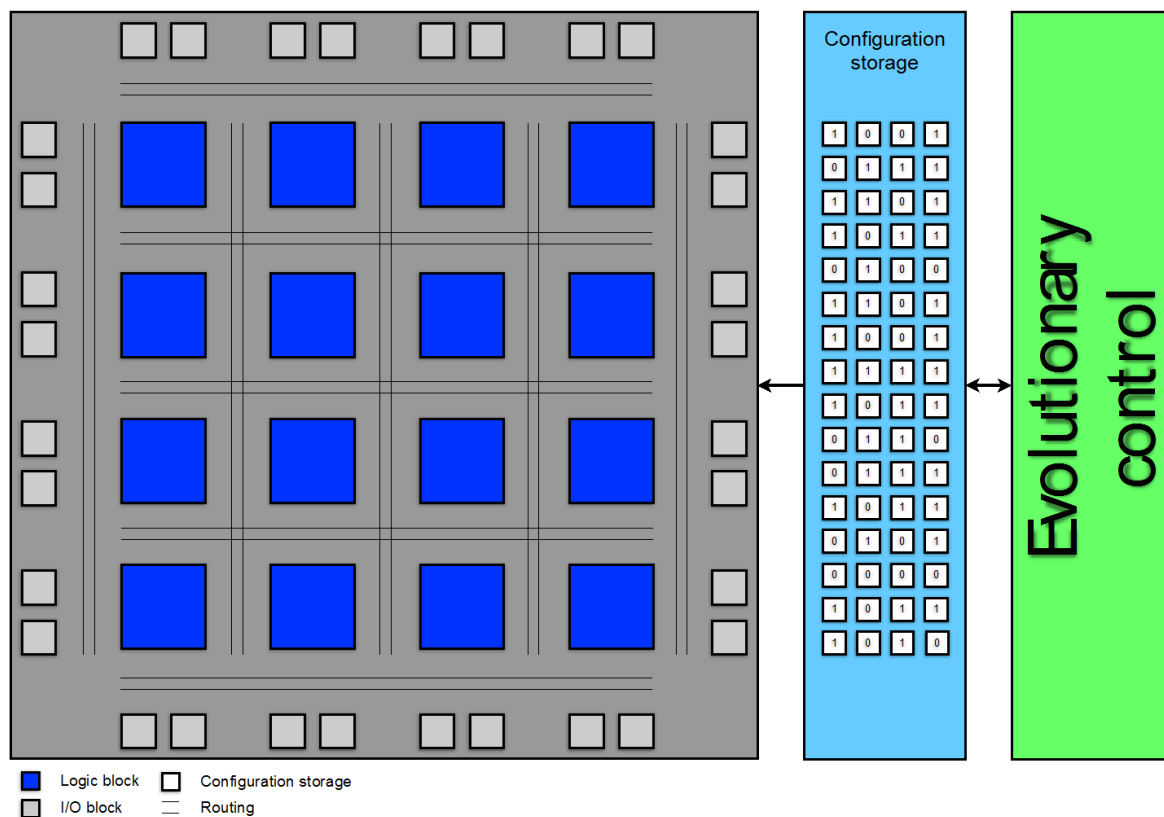 Configuration
storage
1 0 0 1
0 1 1 1
1 1 0 1
1 0 1 1
0 1 0 0
1 1 0 1
1 0 0 1
1 1 1 1
1 0 1 1
0 1 1 0
0 1 1 1
1 0 1 0
0 1 0 1
0 0 0 0
1 0 1 1
1 0 1 0
Evolutionary
control
Logic block Configuration storage
I/O block Routing